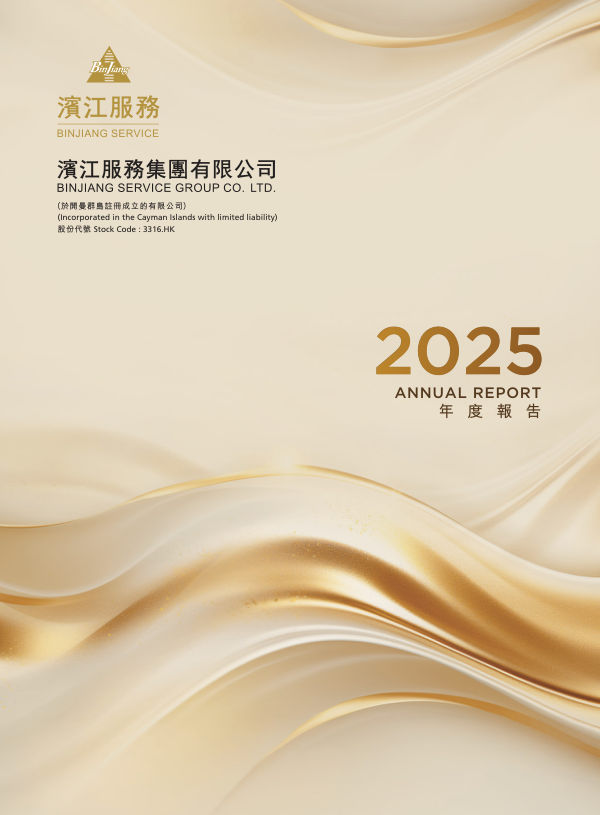 BinJiang
濱江服務
BINJIANG SERVICE
濱江服務集團有限公司
BINJIANG SERVICE GROUP CO. LTD.
(於開曼群島註冊成立的有限公司)
(Incorporated in the Cayman Islands with limited liability)
股份代號 Stock Code : 3316.HK
2025
ANNUAL REPORT
年度報告